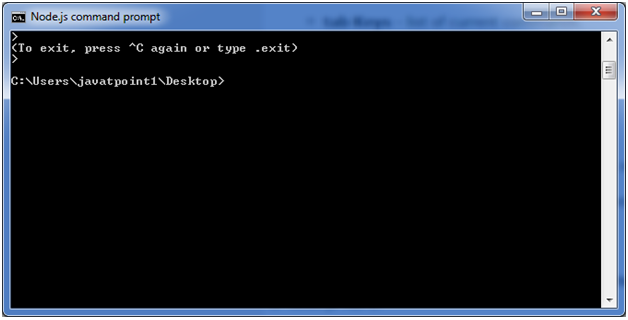 Node.js command prompt
>
(To exit, press ^C again or type .exit)
>
C:\Users\javatpoint1\Desktop>